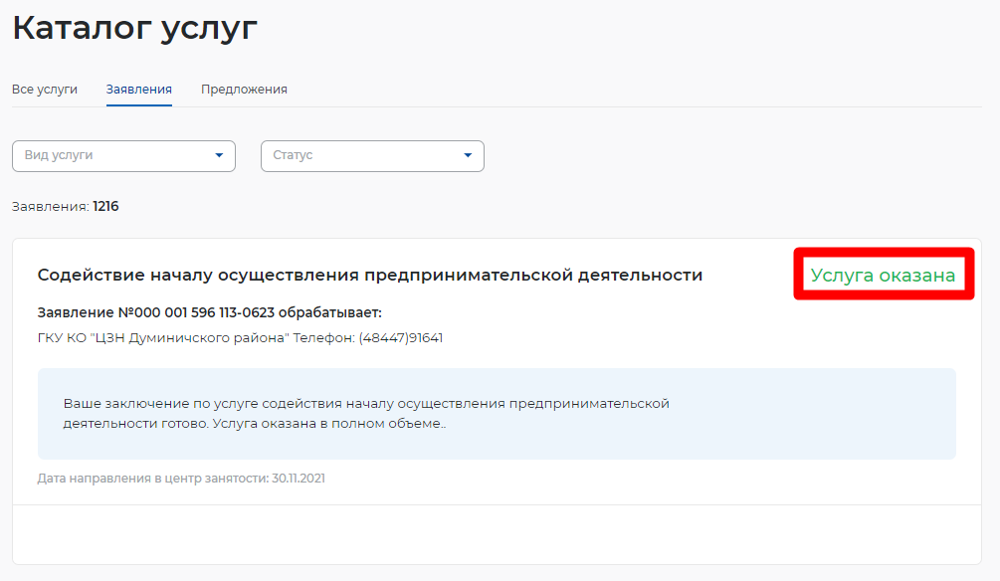 Каталог услуг
Все услуги Заявления Предложения
Вид услуги Статус
Заявления: 1216
Содействие началу осуществления предпринимательской деятельности Услуга оказана
Заявление №000 001 596 113-0623 обрабатывает:
ГКУ КО "ЦЗН Думиничского района" Телефон: (48447)91641
Ваше заключение по услуге содействия началу осуществления предпринимательской
деятельности готово. Услуга оказана в полном объеме..
Дата направления в центр занятости: 30.11.2021